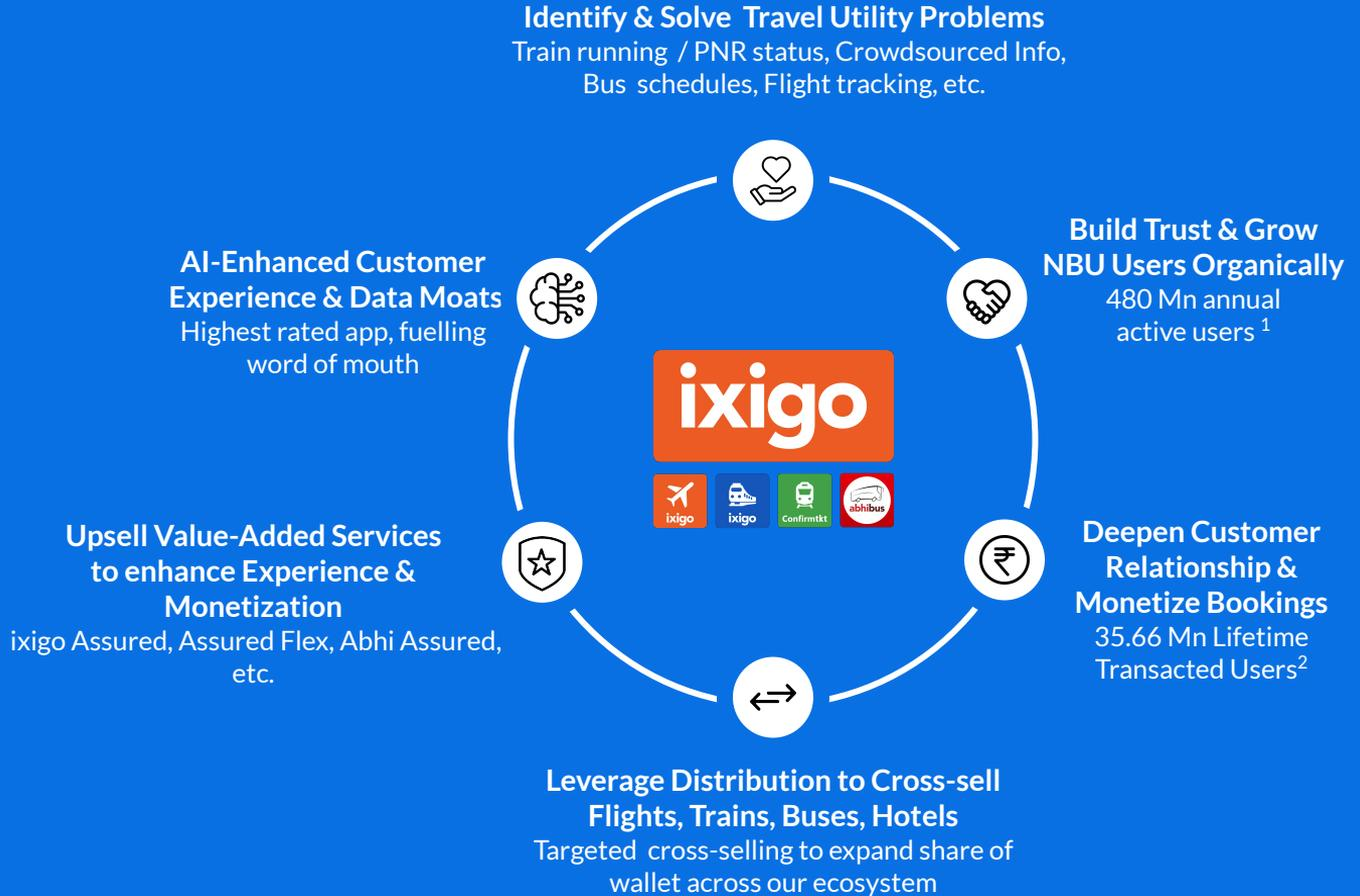 Identify & Solve Travel Utility Problems
Train running / PNR status, Crowdsourced Info,
Bus schedules, Flight tracking, etc.
Build Trust & Grow
NBU Users Organically
480 Mn annual
active users 1
Deepen Customer
Relationship &
Monetize Bookings
35.66 Mn Lifetime
Transacted Users2
Leverage Distribution to Cross-sell
Flights, Trains, Buses, Hotels
Targeted cross-selling to expand share of
wallet across our ecosystem
Upsell Value-Added Services
to enhance Experience &
Monetization
ixigo Assured, Assured Flex, Abhi Assured,
etc.
AI-Enhanced Customer
Experience & Data Moats
Highest rated app, fuelling
word of mouth
ixigo
ixigo
ixigo
Confirmtkt
abhibus
₹